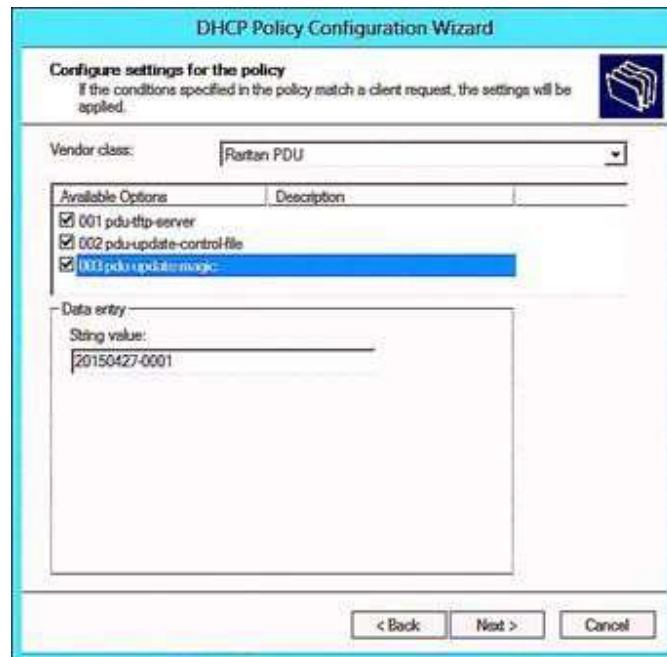 DHCP Policy Configuration Wizard
Configure settings for the policy
If the conditions specified in the policy match a client request, the settings will be
applied.
Vendor class:
Raritan PDU
Available Options Description
001 pdu-tftp-server
002 pdu-update-control-file
003 pdu-update-magic
Data entry
String value:
20150427-0001
< Back Next > Cancel